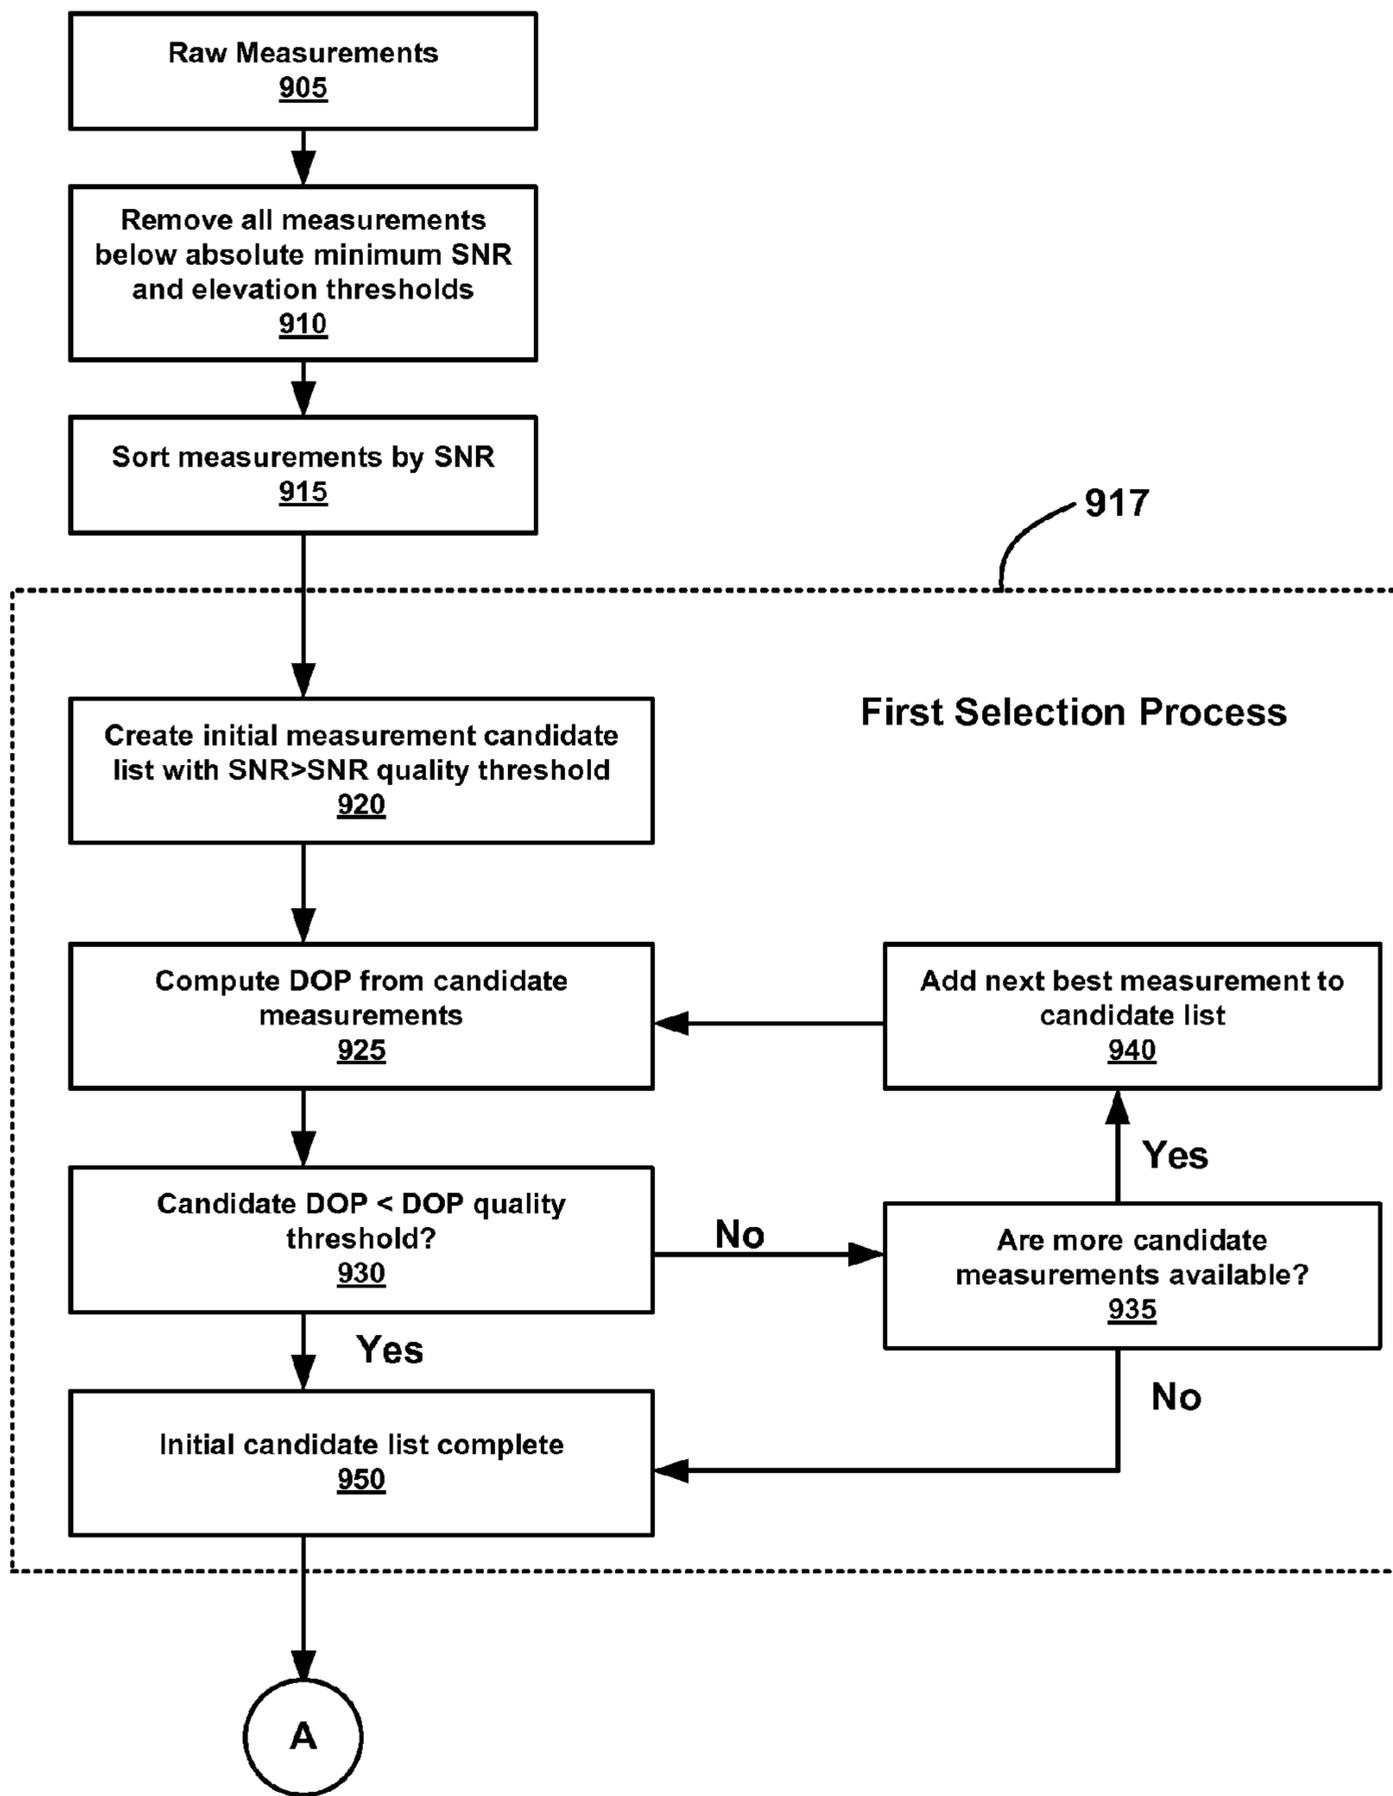 Raw Measurements
905
Remove all measurements
below absolute minimum SNR
and elevation thresholds
910
Sort measurements by SNR
915
917
First Selection Process
Create initial measurement candidate
list with SNR>SNR quality threshold
920
Compute DOP from candidate
measurements
925
Add next best measurement to
candidate list
940
Yes
Candidate DOP < DOP quality
threshold?
930
No
Are more candidate
measurements available?
935
Yes
No
Initial candidate list complete
950
A